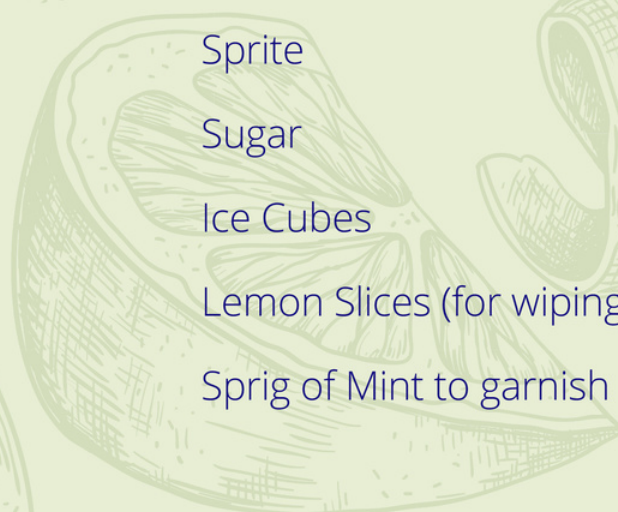 Sprite
Sugar
Ice Cubes
Lemon Slices (for wiping
Sprig of Mint to garnish